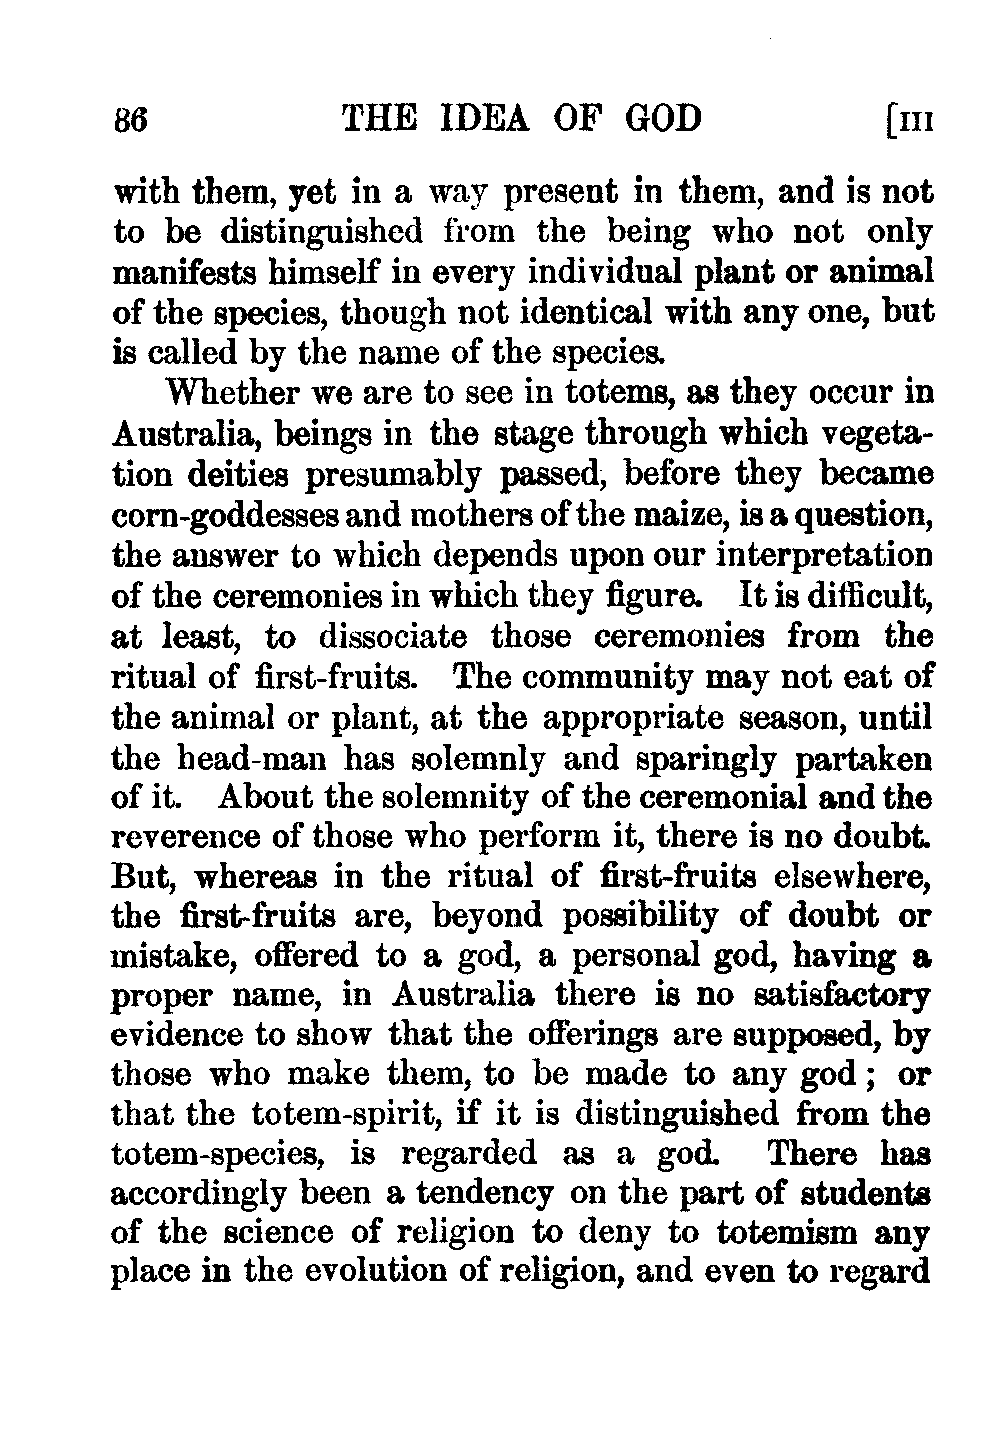 86 THE IDEA OF GOD [III
with them, yet in a way present in them, and is not
to be distinguished from the being who not only
manifests himself in every individual plant or animal
of the species, though not identical with any one, but
is called by the name of the species.
Whether we are to see in totems, as they occur in
Australia, beings in the stage through which vegeta-
tion deities presumably passed, before they became
corn-goddesses and mothers of the maize, is a question,
the answer to which depends upon our interpretation
of the ceremonies in which they figure. It is difficult,
at least, to dissociate those ceremonies from the
ritual of first-fruits. The community may not eat of
the animal or plant, at the appropriate season, until
the head-man has solemnly and sparingly partaken
of it. About the solemnity of the ceremonial and the
reverence of those who perform it, there is no doubt.
But, whereas in the ritual of first-fruits elsewhere,
the first-fruits are, beyond possibility of doubt or
mistake, offered to a god, a personal god, having a
proper name, in Australia there is no satisfactory
evidence to show that the offerings are supposed, by
those who make them, to be made to any god; or
that the totem-spirit, if it is distinguished from the
totem-species, is regarded as a god. There has
accordingly been a tendency on the part of students
of the science of religion to deny to totemism any
place in the evolution of religion, and even to regard